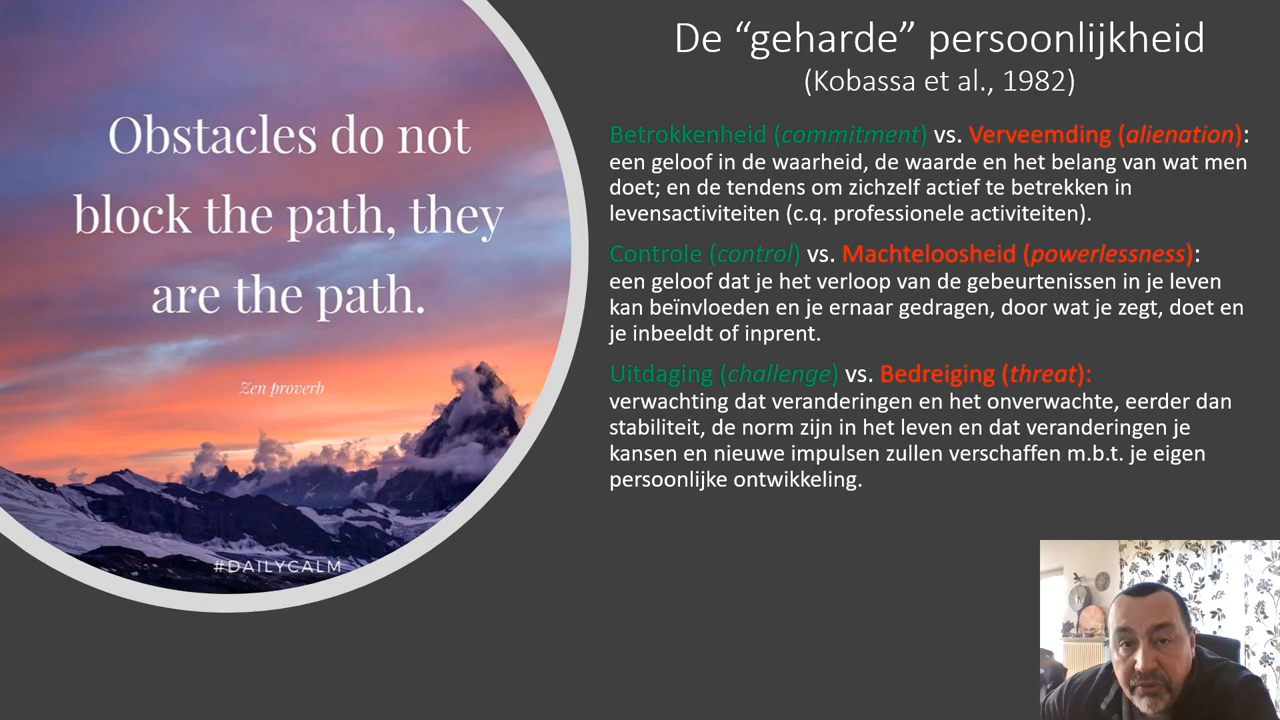 Obstacles do not
block the path, they
are the path.
Zen proverb
#DAILYCALM
De “geharde” persoonlijkheid
(Kobassa et al., 1982)
Betrokkenheid (commitment) vs. Verveemding (alienation):
een geloof in de waarheid, de waarde en het belang van wat men
doet; en de tendens om zichzelf actief te betrekken in
levensactiviteiten (c.q. professionele activiteiten).
Controle (control) vs. Machteloosheid (powerlessness):
een geloof dat je het verloop van de gebeurtenissen in je leven
kan beïnvloeden en je ernaar gedragen, door wat je zegt, doet en
je inbeeldt of inprent.
Uitdaging (challenge) vs. Bedreiging (threat):
verwachting dat veranderingen en het onverwachte, eerder dan
stabiliteit, de norm zijn in het leven en dat veranderingen je
kansen en nieuwe impulsen zullen verschaffen m.b.t. je eigen
persoonlijke ontwikkeling.